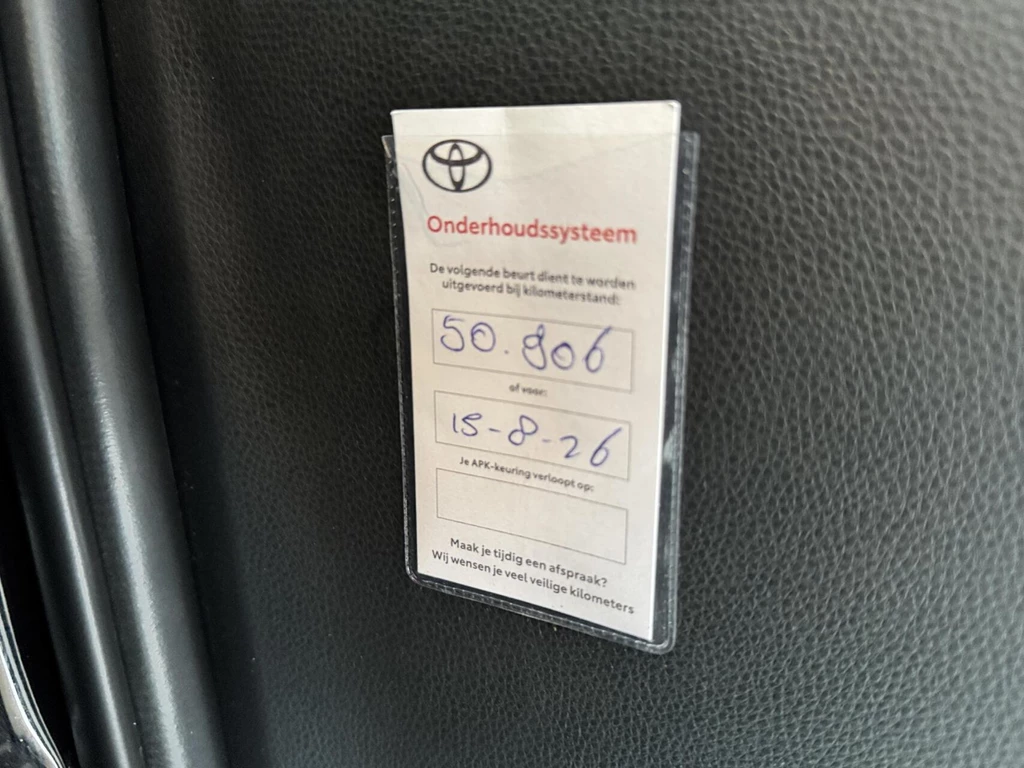 Onderhoudssysteem
De volgende beurt dient te worden
uitgevoerd bij kilometerstand:
50.906
of voor:
15-8-26
Je APK-keuring verloopt op:
Maak je tijdig een afspraak?
Wij wensen je veel veilige kilometers